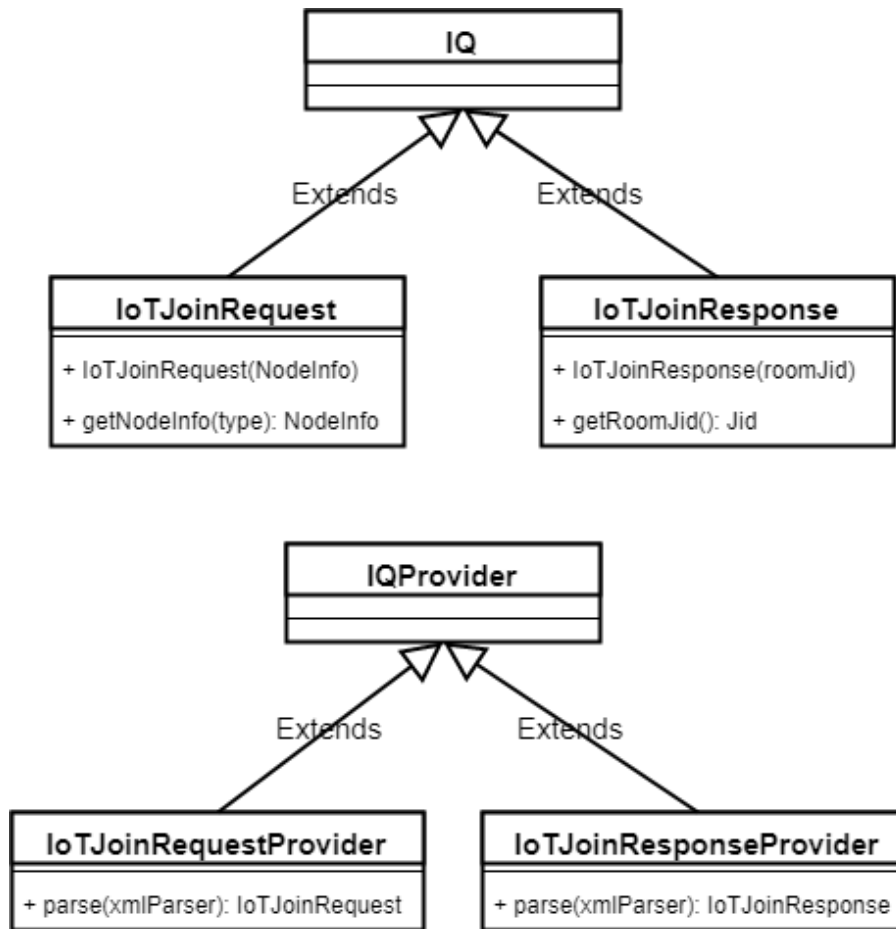 IQ
Extends
Extends
IoTJoinRequest
+ IoTJoinRequest(NodeInfo)
+ getNodeInfo(type): NodeInfo
IoTJoinResponse
+ IoTJoinResponse(roomJid)
+ getRoomJid(): Jid
IQProvider
Extends
Extends
IoTJoinRequestProvider
+ parse(xmlParser): IoTJoinRequest
IoTJoinResponseProvider
+ parse(xmlParser): IoTJoinResponse